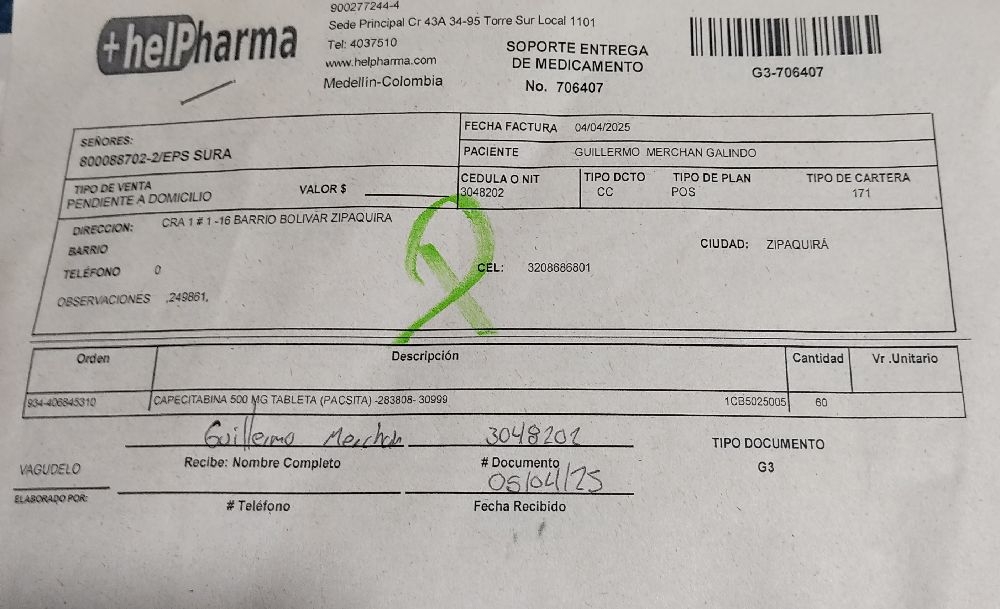 +helPharma
900277244-4
Sede Principal Cr 43A 34-95 Torre Sur Local 1101
Tel: 4037510
www.helpharma.com
Medellín-Colombia
SOPORTE ENTREGA
DE MEDICAMENTO
No. 706407
G3-706407
SEÑORES:
800088702-2/EPS SURA
FECHA FACTURA 04/04/2025
PACIENTE GUILLERMO MERCHAN GALINDO
TIPO DE VENTA
PENDIENTE A DOMICILIO
VALOR $
CEDULA O NIT
3048202
TIPO DCTO
CC
TIPO DE PLAN
POS
TIPO DE CARTERA
171
DIRECCION: CRA 1 # 1 -16 BARRIO BOLIVAR ZIPAQUIRA
BARRIO
CIUDAD: ZIPAQUIRÁ
TELÉFONO 0
CEL: 3208686801
OBSERVACIONES ,249861,
Orden Descripción Cantidad Vr .Unitario
934-406845310 CAPECITABINA 500 MG TABLETA (PACSITA) -283808- 30999 1CB5025005 60
Guillermo Merchan 3048202
Recibe: Nombre Completo # Documento
TIPO DOCUMENTO
G3
VAGUDELO
05/04/25
ELABORADO POR:
# Teléfono Fecha Recibido